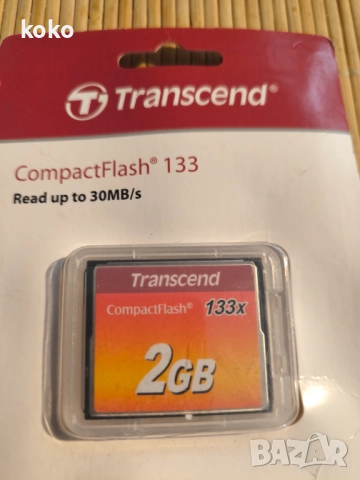 koko
Transcend®
CompactFlash® 133
Read up to 30MB/s
Transcend
CompactFlash® 133x
2GB
BAZAR